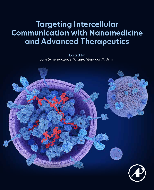 Targeting Intercellular
Communication with Nanomedicine
and Advanced Therapeutics